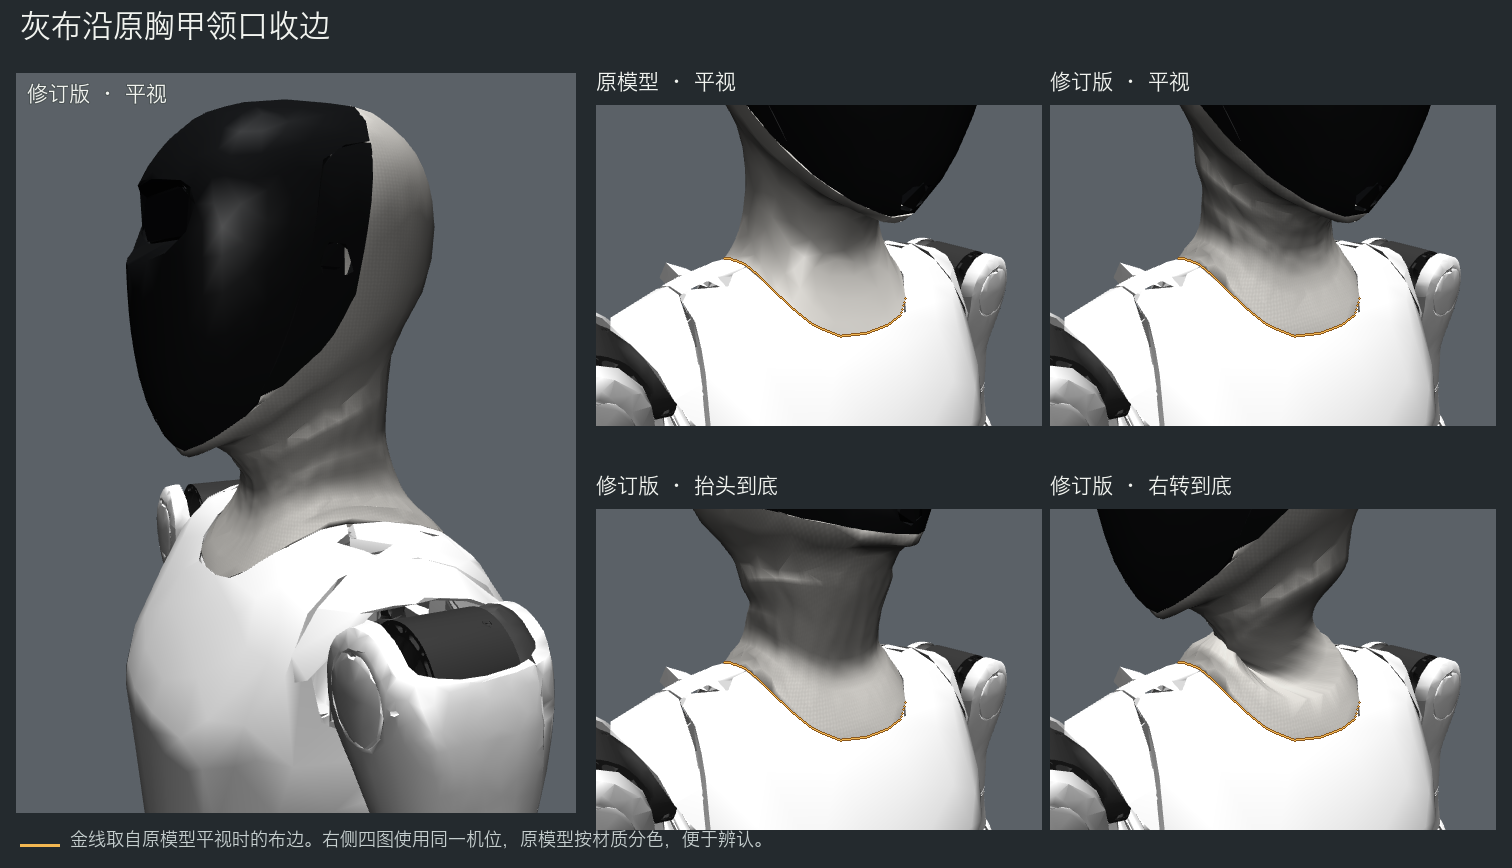 灰布沿原胸甲领口收边
修订版 · 平视
原模型 · 平视
修订版 · 平视
修订版 · 抬头到底
修订版 · 右转到底
金线取自原模型平视时的布边。右侧四图使用同一机位，原模型按材质分色，便于辨认。